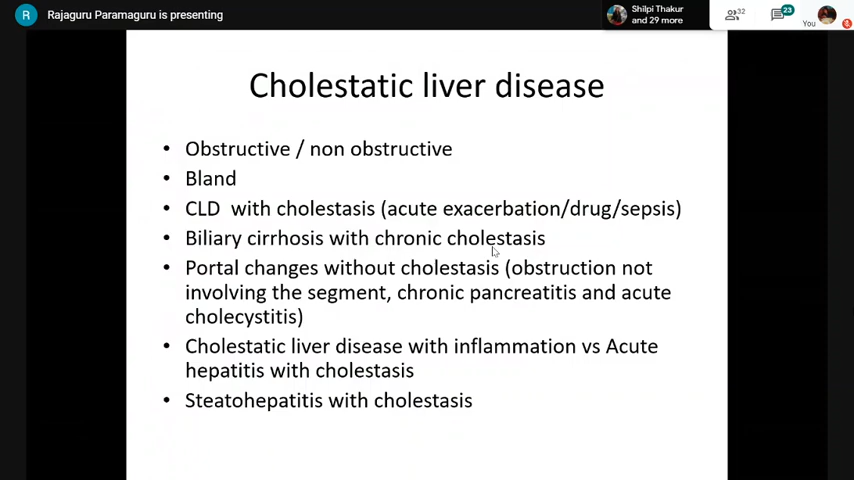 R Rajaguru Paramaguru is presenting
Shilpi Thakur
and 29 more
32
23
You
Cholestatic liver disease
• Obstructive / non obstructive
• Bland
• CLD with cholestasis (acute exacerbation/drug/sepsis)
• Biliary cirrhosis with chronic cholestasis
• Portal changes without cholestasis (obstruction not
involving the segment, chronic pancreatitis and acute
cholecystitis)
• Cholestatic liver disease with inflammation vs Acute
hepatitis with cholestasis
• Steatohepatitis with cholestasis